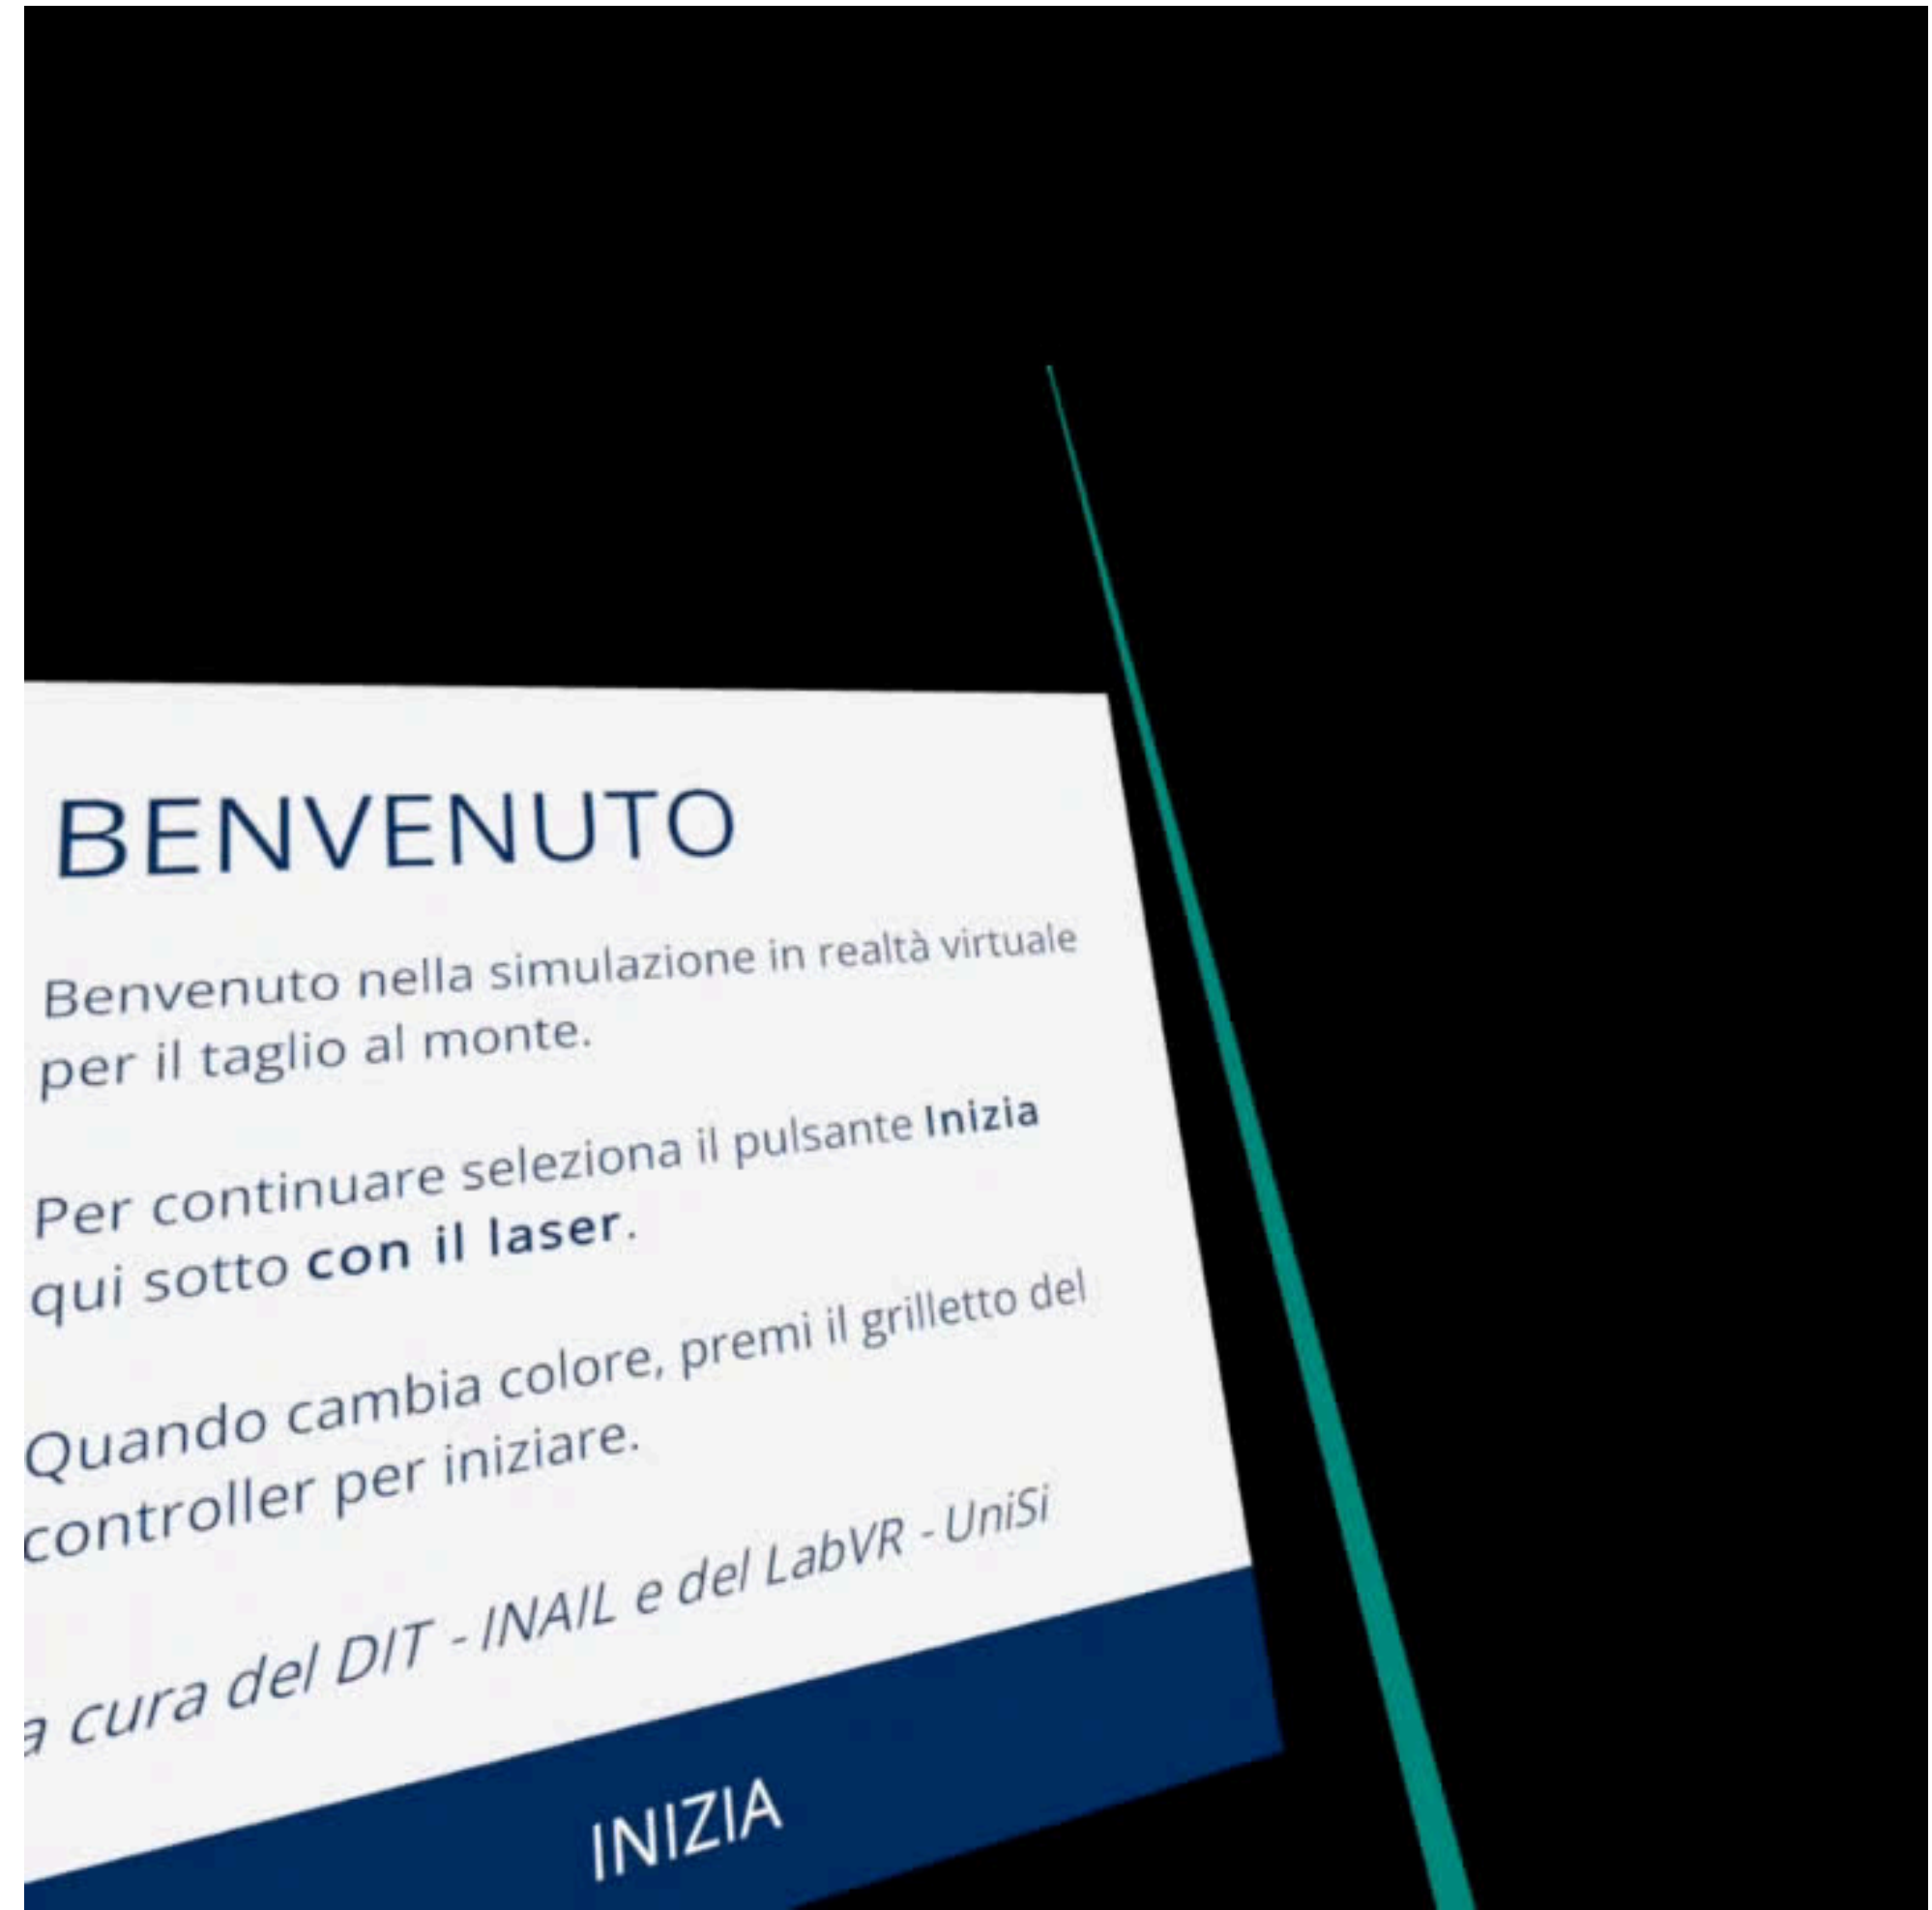 BENVENUTO
Benvenuto nella simulazione in realtà virtuale
per il taglio al monte.
Per continuare seleziona il pulsante Inizia
qui sotto con il laser.
Quando cambia colore, premi il grilletto del
controller per iniziare.
a cura del DIT - INAIL e del LabVR - UniSi
INIZIA